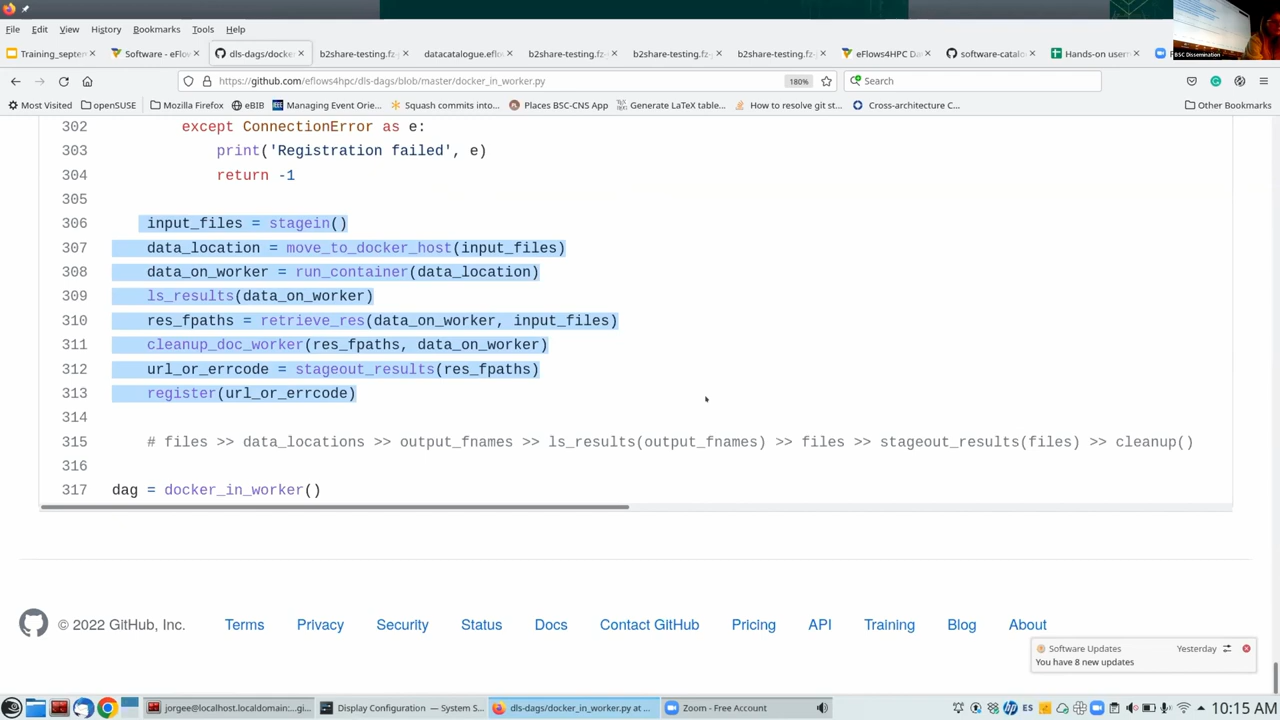 File Edit View History Bookmarks Tools Help
Training_septem
Software - eFlow
dls-dags/docker
b2share-testing.fz-
datacatalogue.eflo
b2share-testing.fz-
b2share-testing.fz-
b2share-testing.fz-
eFlows4HPC Da
software-catalo
Hands-on users
BSC Dissemination
https://github.com/eflows4hpc/dls-dags/blob/master/docker_in_worker.py
180%
Search
Most Visited
openSUSE
Mozilla Firefox
eBIB
Managing Event Orie...
Squash commits into...
Places BSC-CNS App
Generate LaTeX table...
How to resolve git st...
Cross-architecture C...
Other Bookmarks
302 except ConnectionError as e:
303 print('Registration failed', e)
304 return -1
305
306 input_files = stagein()
307 data_location = move_to_docker_host(input_files)
308 data_on_worker = run_container(data_location)
309 ls_results(data_on_worker)
310 res_fpaths = retrieve_res(data_on_worker, input_files)
311 cleanup_doc_worker(res_fpaths, data_on_worker)
312 url_or_errcode = stageout_results(res_fpaths)
313 register(url_or_errcode)
314
315 # files >> data_locations >> output_fnames >> ls_results(output_fnames) >> files >> stageout_results(files) >> cleanup()
316
317 dag = docker_in_worker()
© 2022 GitHub, Inc. Terms Privacy Security Status Docs Contact GitHub Pricing API Training Blog About
Software Updates Yesterday
You have 8 new updates
jorgee@localhost.localdomain:...gi...
Display Configuration — System S...
dls-dags/docker_in_worker.py at ...
Zoom - Free Account
ES
10:15 AM